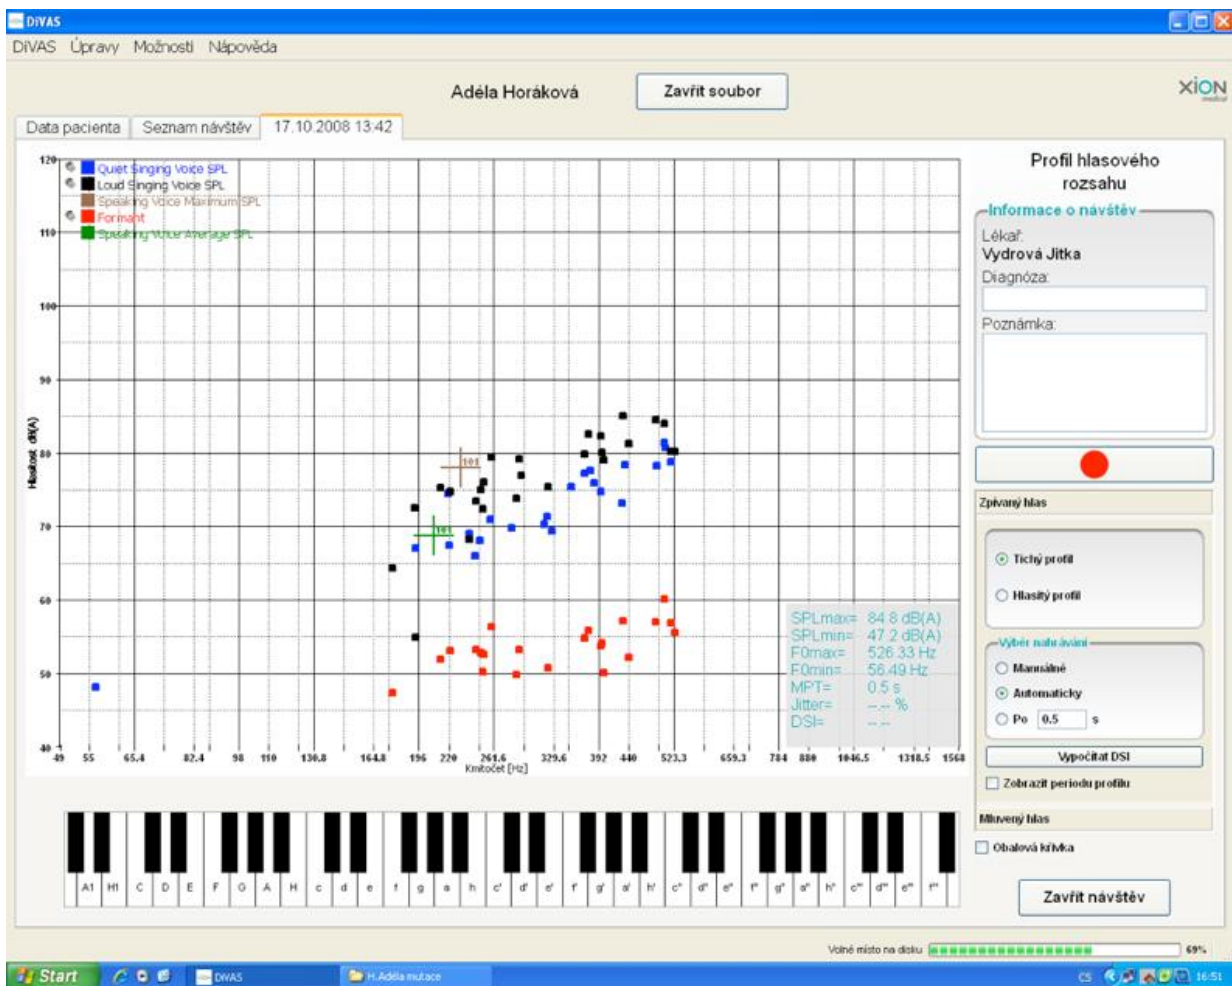 DiVAS
DiVAS Úpravy Možnosti Nápověda
Adéla Horáková
Zavřít soubor
XION
medical
Data pacienta
Seznam návštěv
17.10.2008 13:42
Quiet Singing Voice SPL
Loud Singing Voice SPL
Speaking Voice Maximum SPL
Formant
Speaking Voice Average SPL
120
110
100
90
80
70
60
50
40
Hlasitost dB(A)
101
101
SPLmax= 84.8 dB(A)
SPLmin= 47.2 dB(A)
F0max= 526.33 Hz
F0min= 56.49 Hz
MPT= 0.5 s
Jitter= --.-- %
DSI= --.--
49 55 65.4 82.4 98 110 130.8 164.8 196 220 261.6 329.6 392 440 523.3 659.3 784 880 1046.5 1318.5 1568
Kmitočet [Hz]
A1 H1 C D E F G A H c d e f g a h c' d' e' f' g' a' h' c'' d'' e'' f'' g'' a'' h'' c''' d''' e''' f'''
Profil hlasového
rozsahu
Informace o návštěv
Lékař:
Vydrová Jitka
Diagnóza:
Poznámka:
Zpívaný hlas
Tichý profil
Hlasitý profil
Výběr nahrávání
Manuálně
Automaticky
Po 0.5 s
Vypočítat DSI
Zobrazit periodu profilu
Mluvený hlas
Obalová křivka
Zavřít návštěv
Volné místo na disku 69%
Start
DiVAS
H.Adéla mutace
CS
16:51